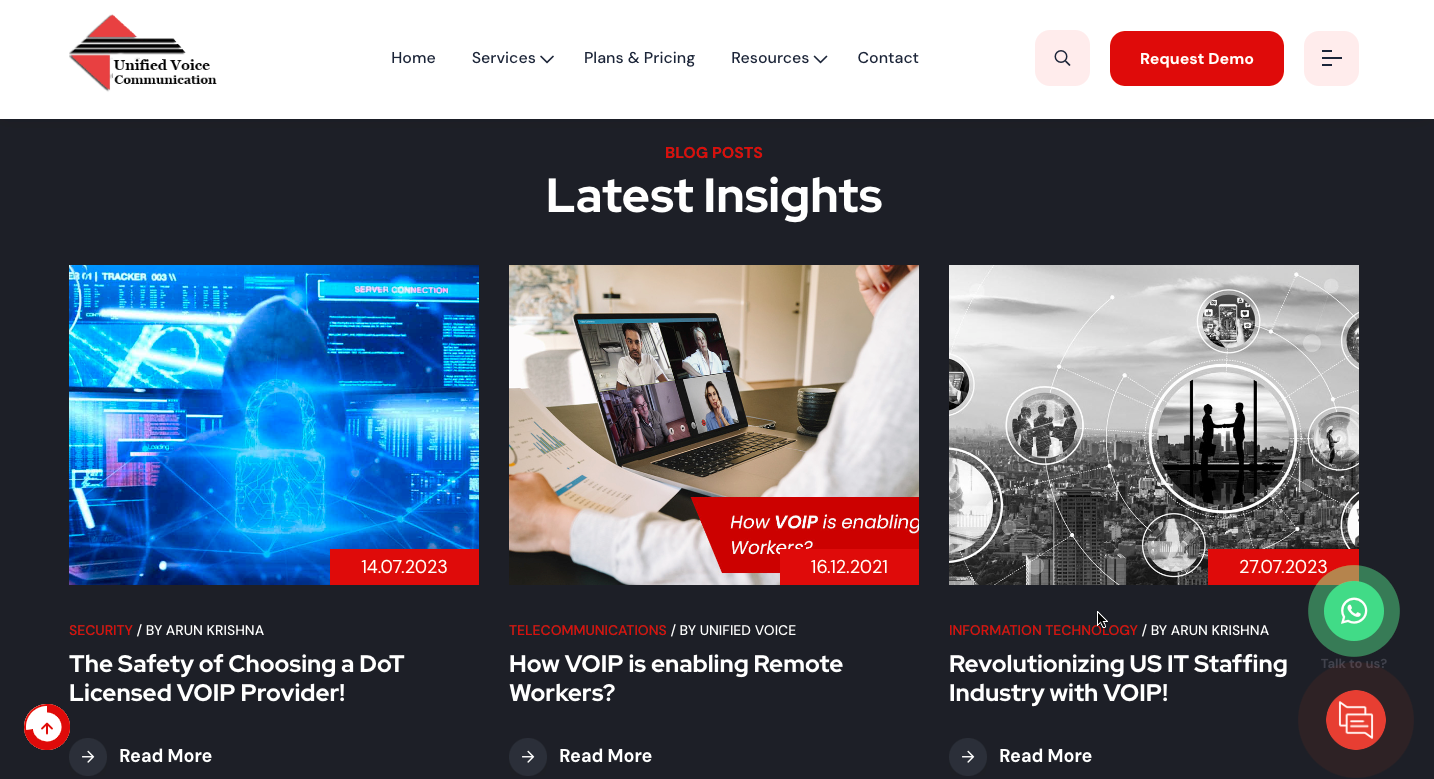 Unified Voice
Communication
Home
Services
Plans & Pricing
Resources
Contact
Request Demo
BLOG POSTS
Latest Insights
TRACKER 003 \\
SERVER CONNECTION
Loading
14.07.2023
How VOIP is enabling
Workers?
16.12.2021
27.07.2023
SECURITY / BY ARUN KRISHNA
The Safety of Choosing a DoT
Licensed VOIP Provider!
Read More
TELECOMMUNICATIONS / BY UNIFIED VOICE
How VOIP is enabling Remote
Workers?
Read More
INFORMATION TECHNOLOGY / BY ARUN KRISHNA
Revolutionizing US IT Staffing
Industry with VOIP!
Read More
Talk to us?